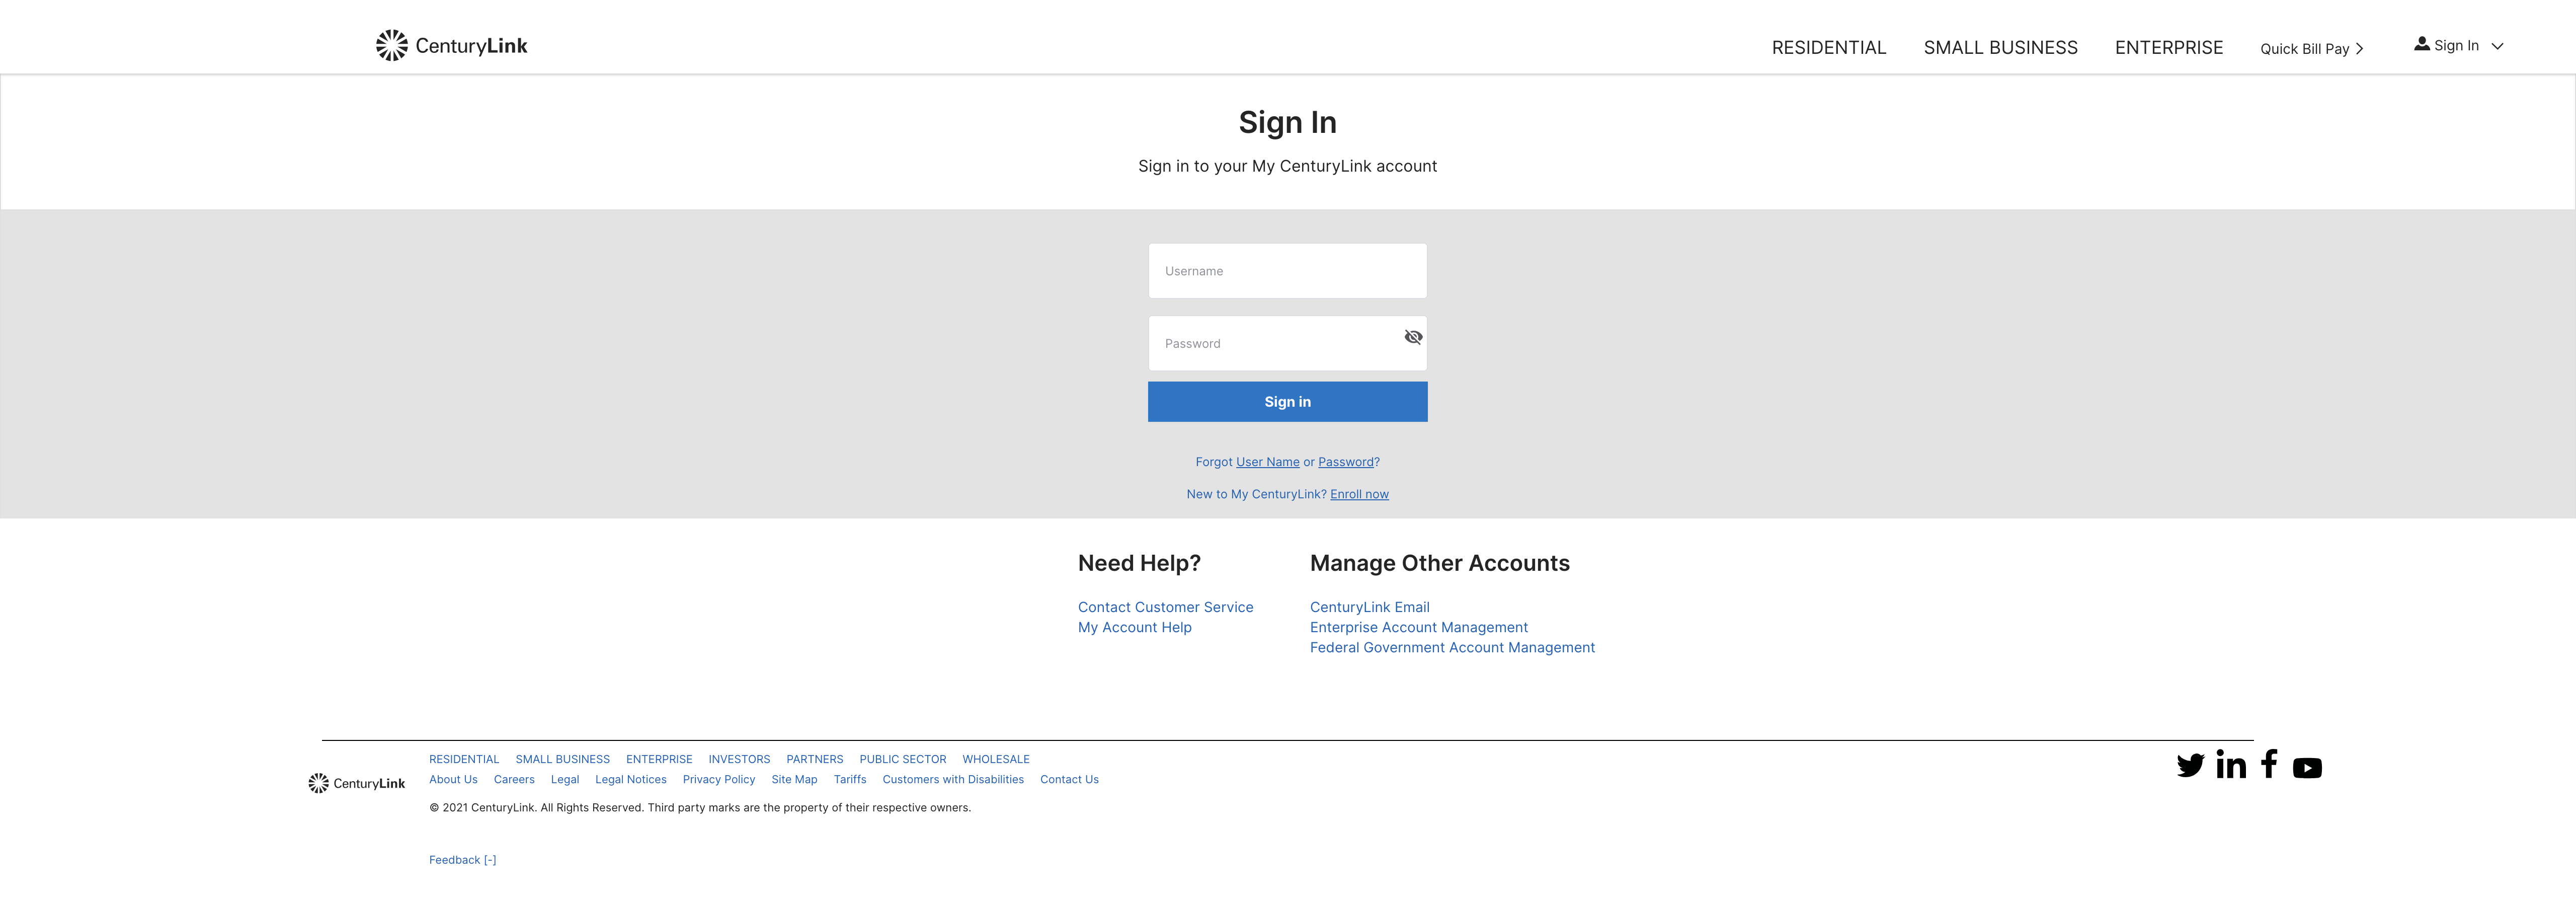 CenturyLink
RESIDENTIAL SMALL BUSINESS ENTERPRISE Quick Bill Pay Sign In
Sign In
Sign in to your My CenturyLink account
Username
Password
Sign in
Forgot User Name or Password?
New to My CenturyLink? Enroll now
Need Help?
Contact Customer Service
My Account Help
Manage Other Accounts
CenturyLink Email
Enterprise Account Management
Federal Government Account Management
CenturyLink
RESIDENTIAL SMALL BUSINESS ENTERPRISE INVESTORS PARTNERS PUBLIC SECTOR WHOLESALE
About Us Careers Legal Legal Notices Privacy Policy Site Map Tariffs Customers with Disabilities Contact Us
© 2021 CenturyLink. All Rights Reserved. Third party marks are the property of their respective owners.
Feedback [-]